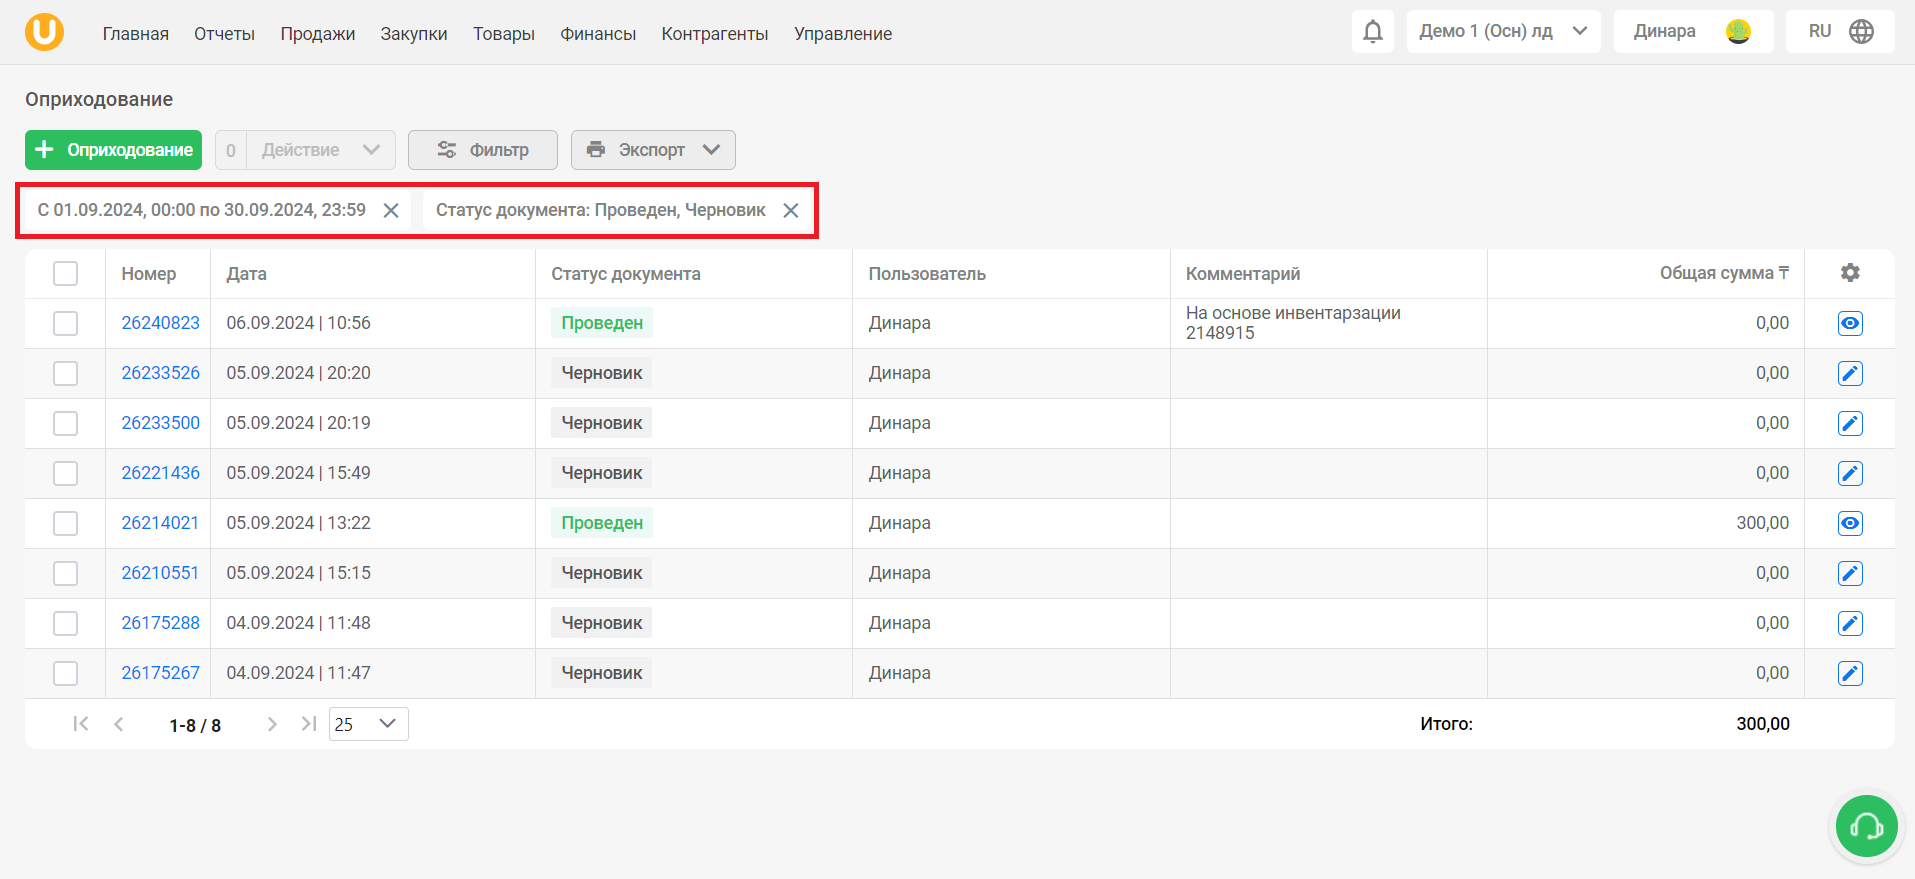 Главная Отчеты Продажи Закупки Товары Финансы Контрагенты Управление Демо 1 (Осн) лд Динара RU
Оприходование
Оприходование 0 Действие Фильтр Экспорт
С 01.09.2024, 00:00 по 30.09.2024, 23:59 Статус документа: Проведен, Черновик
Номер Дата Статус документа Пользователь Комментарий Общая сумма ₸
26240823 06.09.2024 | 10:56 Проведен Динара На основе инвентарзации 2148915 0,00
26233526 05.09.2024 | 20:20 Черновик Динара 0,00
26233500 05.09.2024 | 20:19 Черновик Динара 0,00
26221436 05.09.2024 | 15:49 Черновик Динара 0,00
26214021 05.09.2024 | 13:22 Проведен Динара 300,00
26210551 05.09.2024 | 15:15 Черновик Динара 0,00
26175288 04.09.2024 | 11:48 Черновик Динара 0,00
26175267 04.09.2024 | 11:47 Черновик Динара 0,00
1-8 / 8 25 Итого: 300,00